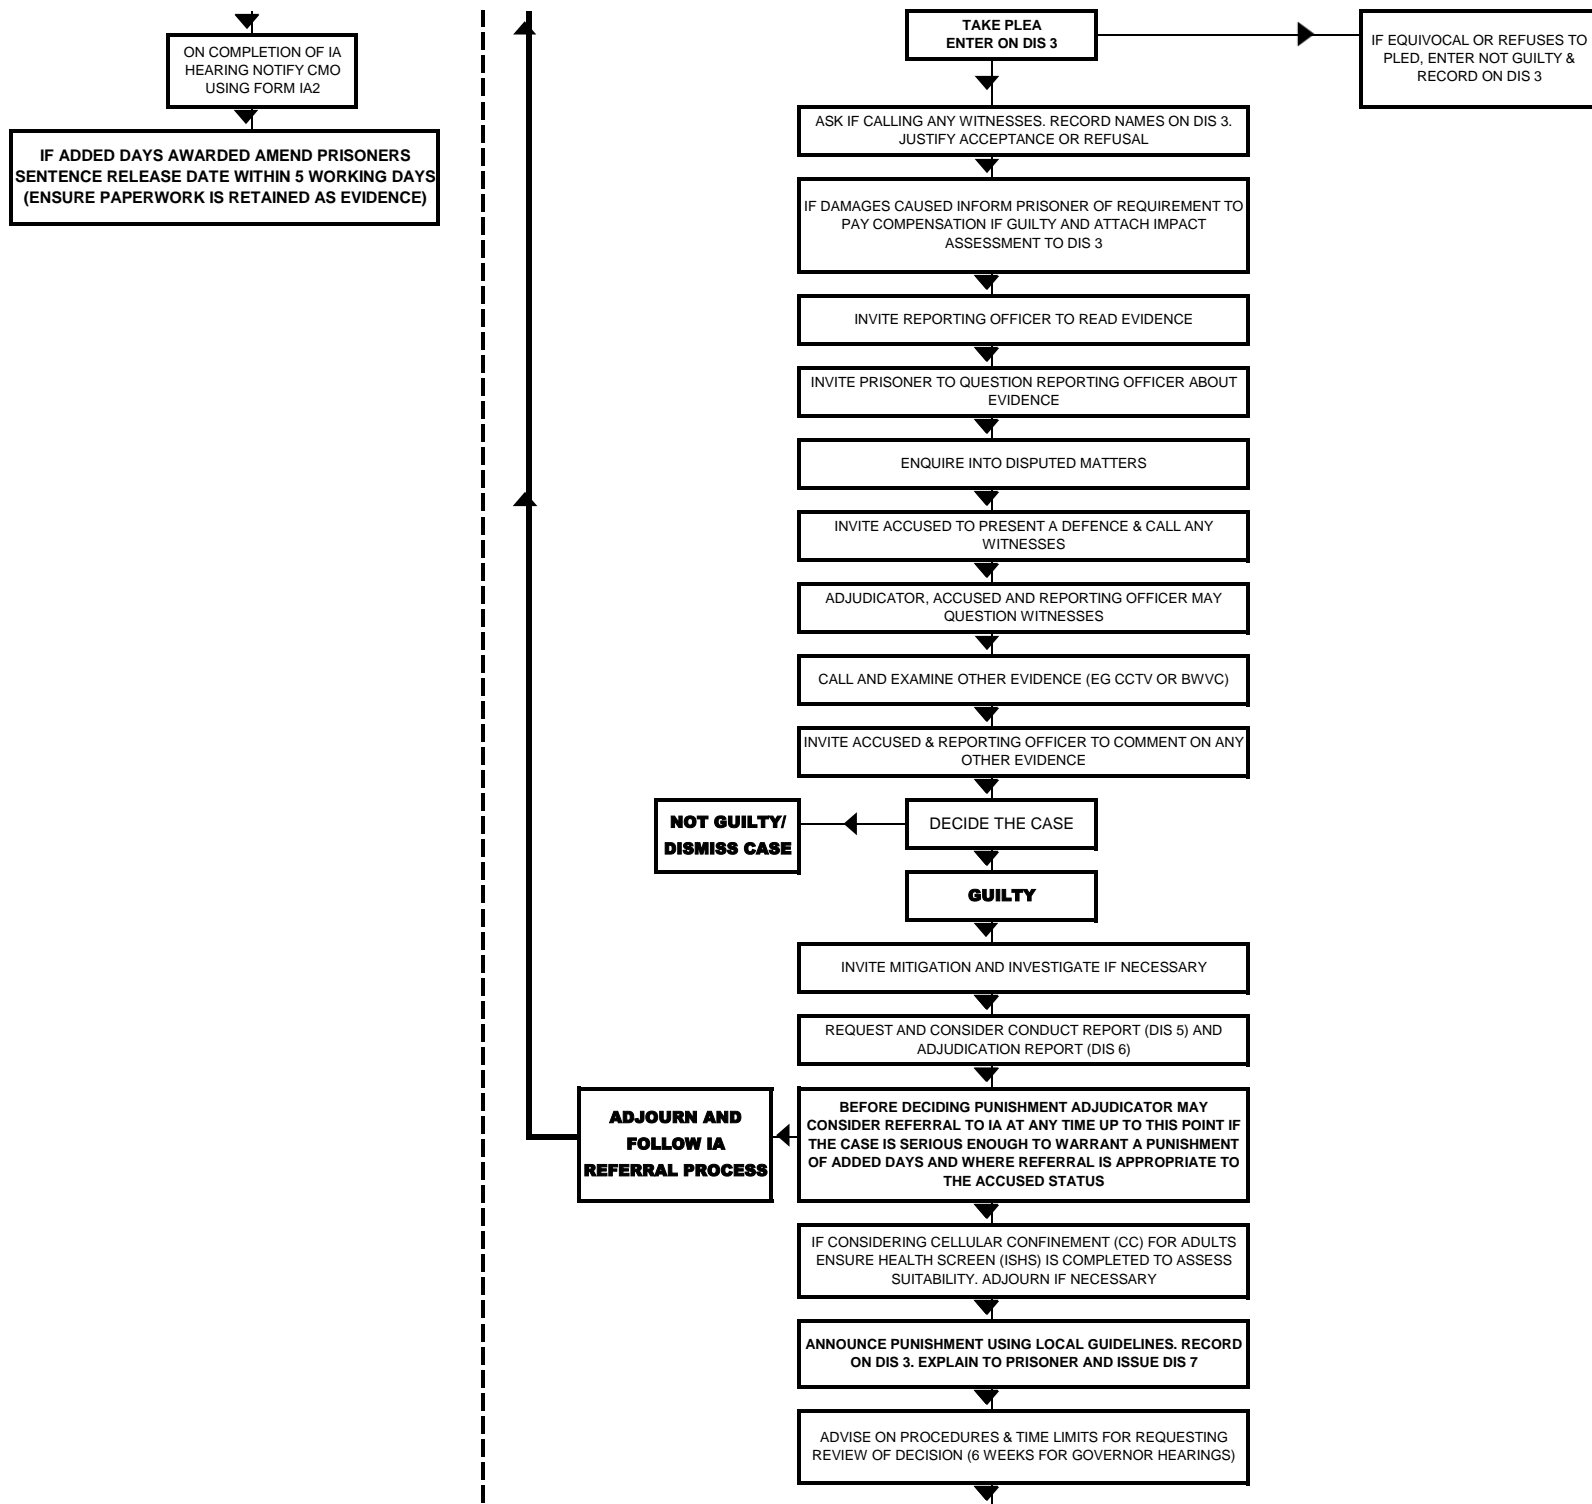 ON COMPLETION OF IA
HEARING NOTIFY CMO
USING FORM IA2
IF ADDED DAYS AWARDED AMEND PRISONERS
SENTENCE RELEASE DATE WITHIN 5 WORKING DAYS
(ENSURE PAPERWORK IS RETAINED AS EVIDENCE)
TAKE PLEA
ENTER ON DIS 3
IF EQUIVOCAL OR REFUSES TO
PLED, ENTER NOT GUILTY &
RECORD ON DIS 3
ASK IF CALLING ANY WITNESSES. RECORD NAMES ON DIS 3.
JUSTIFY ACCEPTANCE OR REFUSAL
IF DAMAGES CAUSED INFORM PRISONER OF REQUIREMENT TO
PAY COMPENSATION IF GUILTY AND ATTACH IMPACT
ASSESSMENT TO DIS 3
INVITE REPORTING OFFICER TO READ EVIDENCE
INVITE PRISONER TO QUESTION REPORTING OFFICER ABOUT
EVIDENCE
ENQUIRE INTO DISPUTED MATTERS
INVITE ACCUSED TO PRESENT A DEFENCE & CALL ANY
WITNESSES
ADJUDICATOR, ACCUSED AND REPORTING OFFICER MAY
QUESTION WITNESSES
CALL AND EXAMINE OTHER EVIDENCE (EG CCTV OR BWVC)
INVITE ACCUSED & REPORTING OFFICER TO COMMENT ON ANY
OTHER EVIDENCE
NOT GUILTY/
DISMISS CASE
DECIDE THE CASE
GUILTY
INVITE MITIGATION AND INVESTIGATE IF NECESSARY
REQUEST AND CONSIDER CONDUCT REPORT (DIS 5) AND
ADJUDICATION REPORT (DIS 6)
ADJOURN AND
FOLLOW IA
REFERRAL PROCESS
BEFORE DECIDING PUNISHMENT ADJUDICATOR MAY
CONSIDER REFERRAL TO IA AT ANY TIME UP TO THIS POINT IF
THE CASE IS SERIOUS ENOUGH TO WARRANT A PUNISHMENT
OF ADDED DAYS AND WHERE REFERRAL IS APPROPRIATE TO
THE ACCUSED STATUS
IF CONSIDERING CELLULAR CONFINEMENT (CC) FOR ADULTS
ENSURE HEALTH SCREEN (ISHS) IS COMPLETED TO ASSESS
SUITABILITY. ADJOURN IF NECESSARY
ANNOUNCE PUNISHMENT USING LOCAL GUIDELINES. RECORD
ON DIS 3. EXPLAIN TO PRISONER AND ISSUE DIS 7
ADVISE ON PROCEDURES & TIME LIMITS FOR REQUESTING
REVIEW OF DECISION (6 WEEKS FOR GOVERNOR HEARINGS)